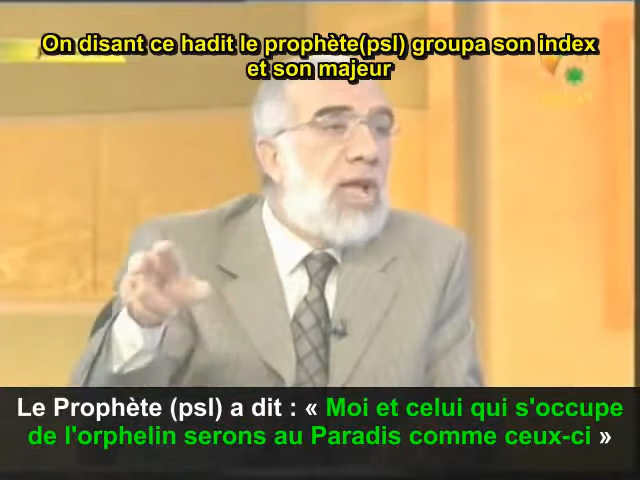 On disant ce hadit le prophète(psl) groupa son index
et son majeur
Le Prophète (psl) a dit : « Moi et celui qui s'occupe
de l'orphelin serons au Paradis comme ceux-ci »